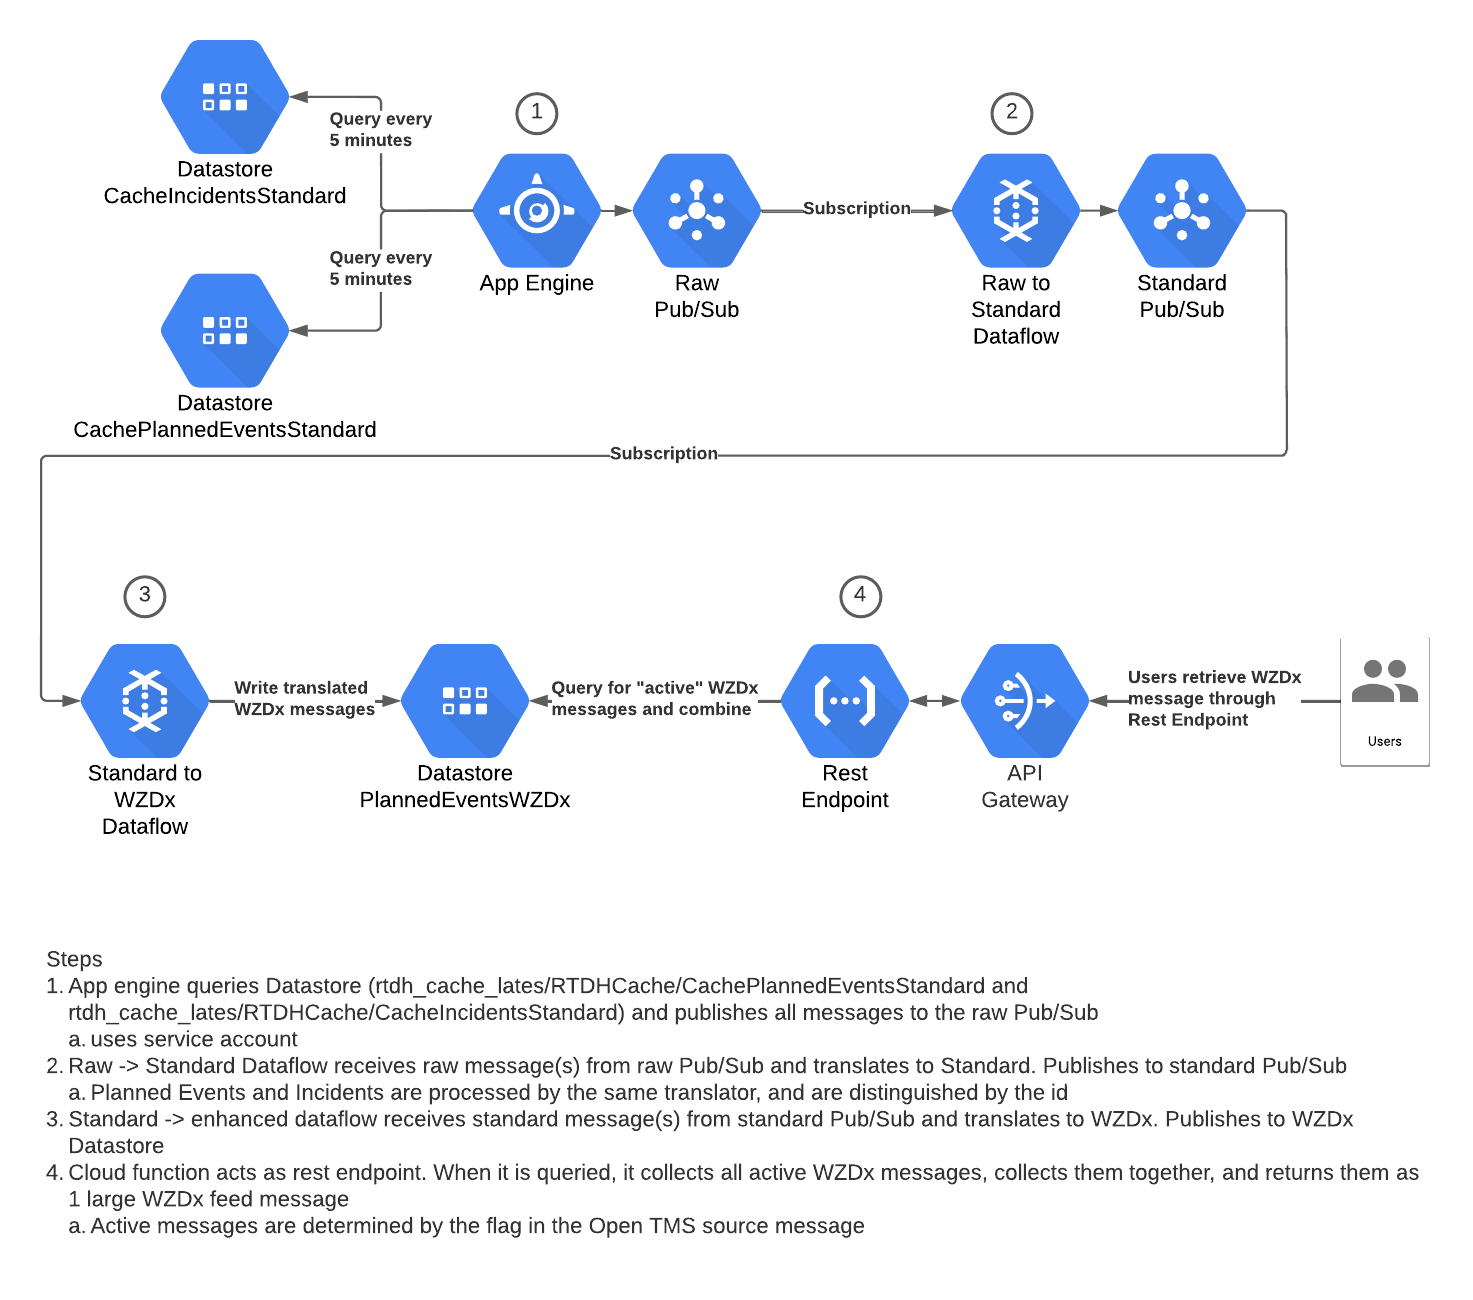 1
2
Query every
5 minutes
Datastore
CacheIncidentsStandard
Subscription
Query every
5 minutes
App Engine
Raw
Pub/Sub
Raw to
Standard
Dataflow
Standard
Pub/Sub
Datastore
CachePlannedEventsStandard
Subscription
3
4
Write translated
WZDx messages
Query for "active" WZDx
messages and combine
Users retrieve WZDx
message through
Rest Endpoint
Users
Standard to
WZDx
Dataflow
Datastore
PlannedEventsWZDx
Rest
Endpoint
API
Gateway
Steps
1. App engine queries Datastore (rtdh_cache_lates/RTDHCache/CachePlannedEventsStandard and
rtdh_cache_lates/RTDHCache/CacheIncidentsStandard) and publishes all messages to the raw Pub/Sub
a. uses service account
2. Raw -> Standard Dataflow receives raw message(s) from raw Pub/Sub and translates to Standard. Publishes to standard Pub/Sub
a. Planned Events and Incidents are processed by the same translator, and are distinguished by the id
3. Standard -> enhanced dataflow receives standard message(s) from standard Pub/Sub and translates to WZDx. Publishes to WZDx
Datastore
4. Cloud function acts as rest endpoint. When it is queried, it collects all active WZDx messages, collects them together, and returns them as
1 large WZDx feed message
a. Active messages are determined by the flag in the Open TMS source message